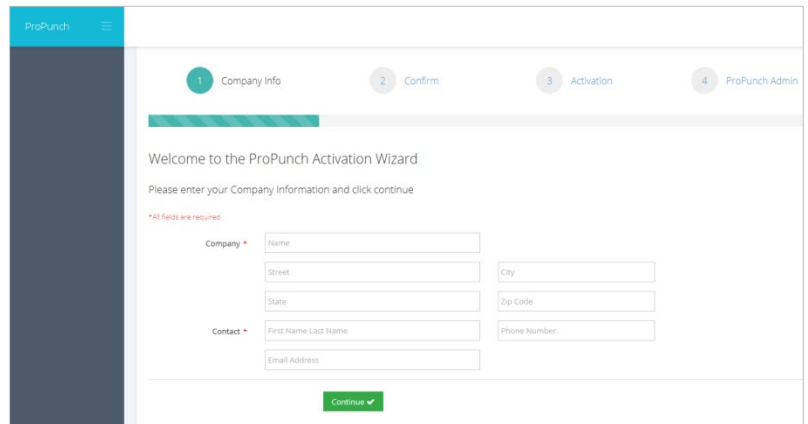 ProPunch
1 Company Info 2 Confirm 3 Activation 4 ProPunch Admin
Welcome to the ProPunch Activation Wizard
Please enter your Company Information and click continue
*All fields are required
Company * Name
Street City
State Zip Code
Contact * First Name Last Name Phone Number
Email Address
Continue ✔